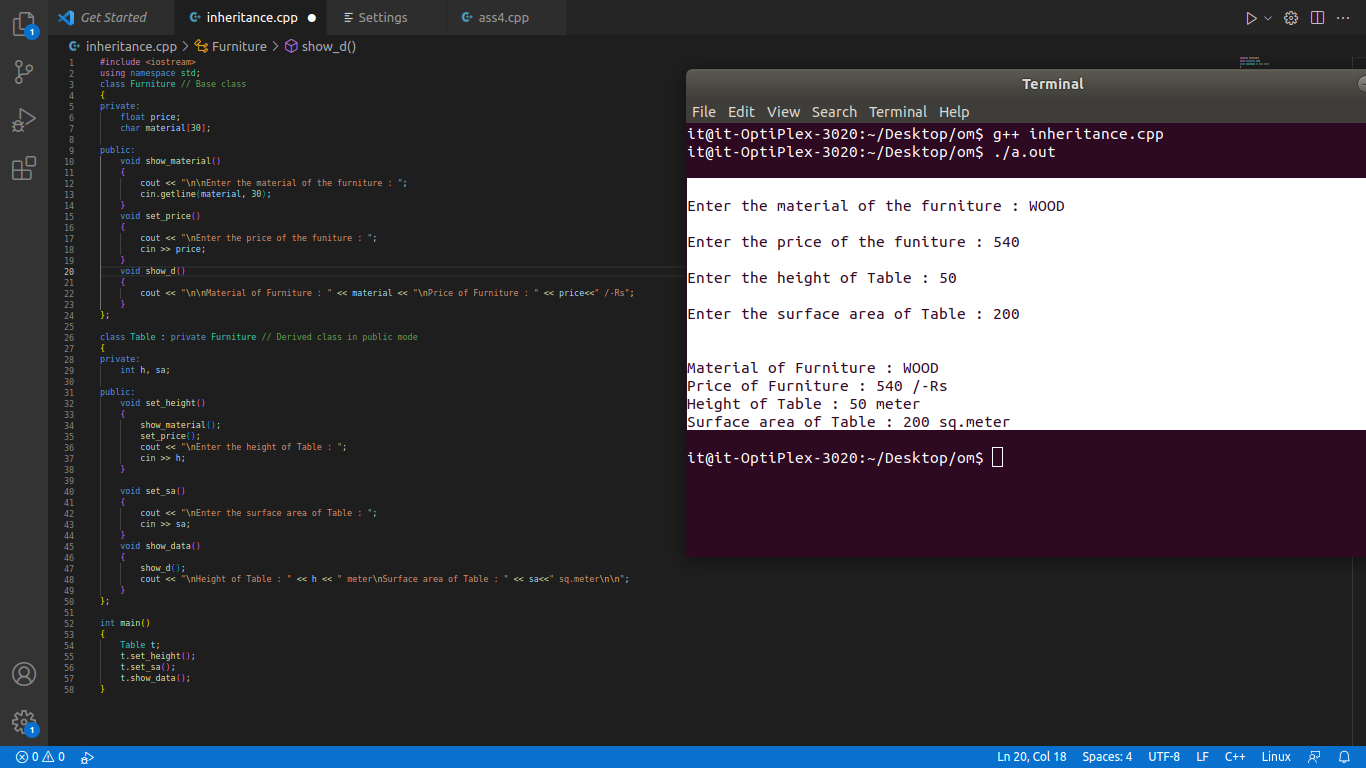 Get Started inheritance.cpp Settings ass4.cpp
1
inheritance.cpp > Furniture > show_d()
1 #include <iostream>
2 using namespace std;
3 class Furniture // Base class
4 {
5 private:
6 float price;
7 char material[30];
8
9 public:
10 void show_material()
11 {
12 cout << "\n\nEnter the material of the furniture : ";
13 cin.getline(material, 30);
14 }
15 void set_price()
16 {
17 cout << "\nEnter the price of the funiture : ";
18 cin >> price;
19 }
20 void show_d()
21 {
22 cout << "\n\nMaterial of Furniture : " << material << "\nPrice of Furniture : " << price<<" /-Rs";
23 }
24 };
25
26 class Table : private Furniture // Derived class in public mode
27 {
28 private:
29 int h, sa;
30
31 public:
32 void set_height()
33 {
34 show_material();
35 set_price();
36 cout << "\nEnter the height of Table : ";
37 cin >> h;
38 }
39
40 void set_sa()
41 {
42 cout << "\nEnter the surface area of Table : ";
43 cin >> sa;
44 }
45 void show_data()
46 {
47 show_d();
48 cout << "\nHeight of Table : " << h << " meter\nSurface area of Table : " << sa<<" sq.meter\n\n";
49 }
50 };
51
52 int main()
53 {
54 Table t;
55 t.set_height();
56 t.set_sa();
57 t.show_data();
58 }
Terminal
File Edit View Search Terminal Help
it@it-OptiPlex-3020:~/Desktop/om$ g++ inheritance.cpp
it@it-OptiPlex-3020:~/Desktop/om$ ./a.out
Enter the material of the furniture : WOOD
Enter the price of the funiture : 540
Enter the height of Table : 50
Enter the surface area of Table : 200
Material of Furniture : WOOD
Price of Furniture : 540 /-Rs
Height of Table : 50 meter
Surface area of Table : 200 sq.meter
it@it-OptiPlex-3020:~/Desktop/om$
1
0 0 Ln 20, Col 18 Spaces: 4 UTF-8 LF C++ Linux